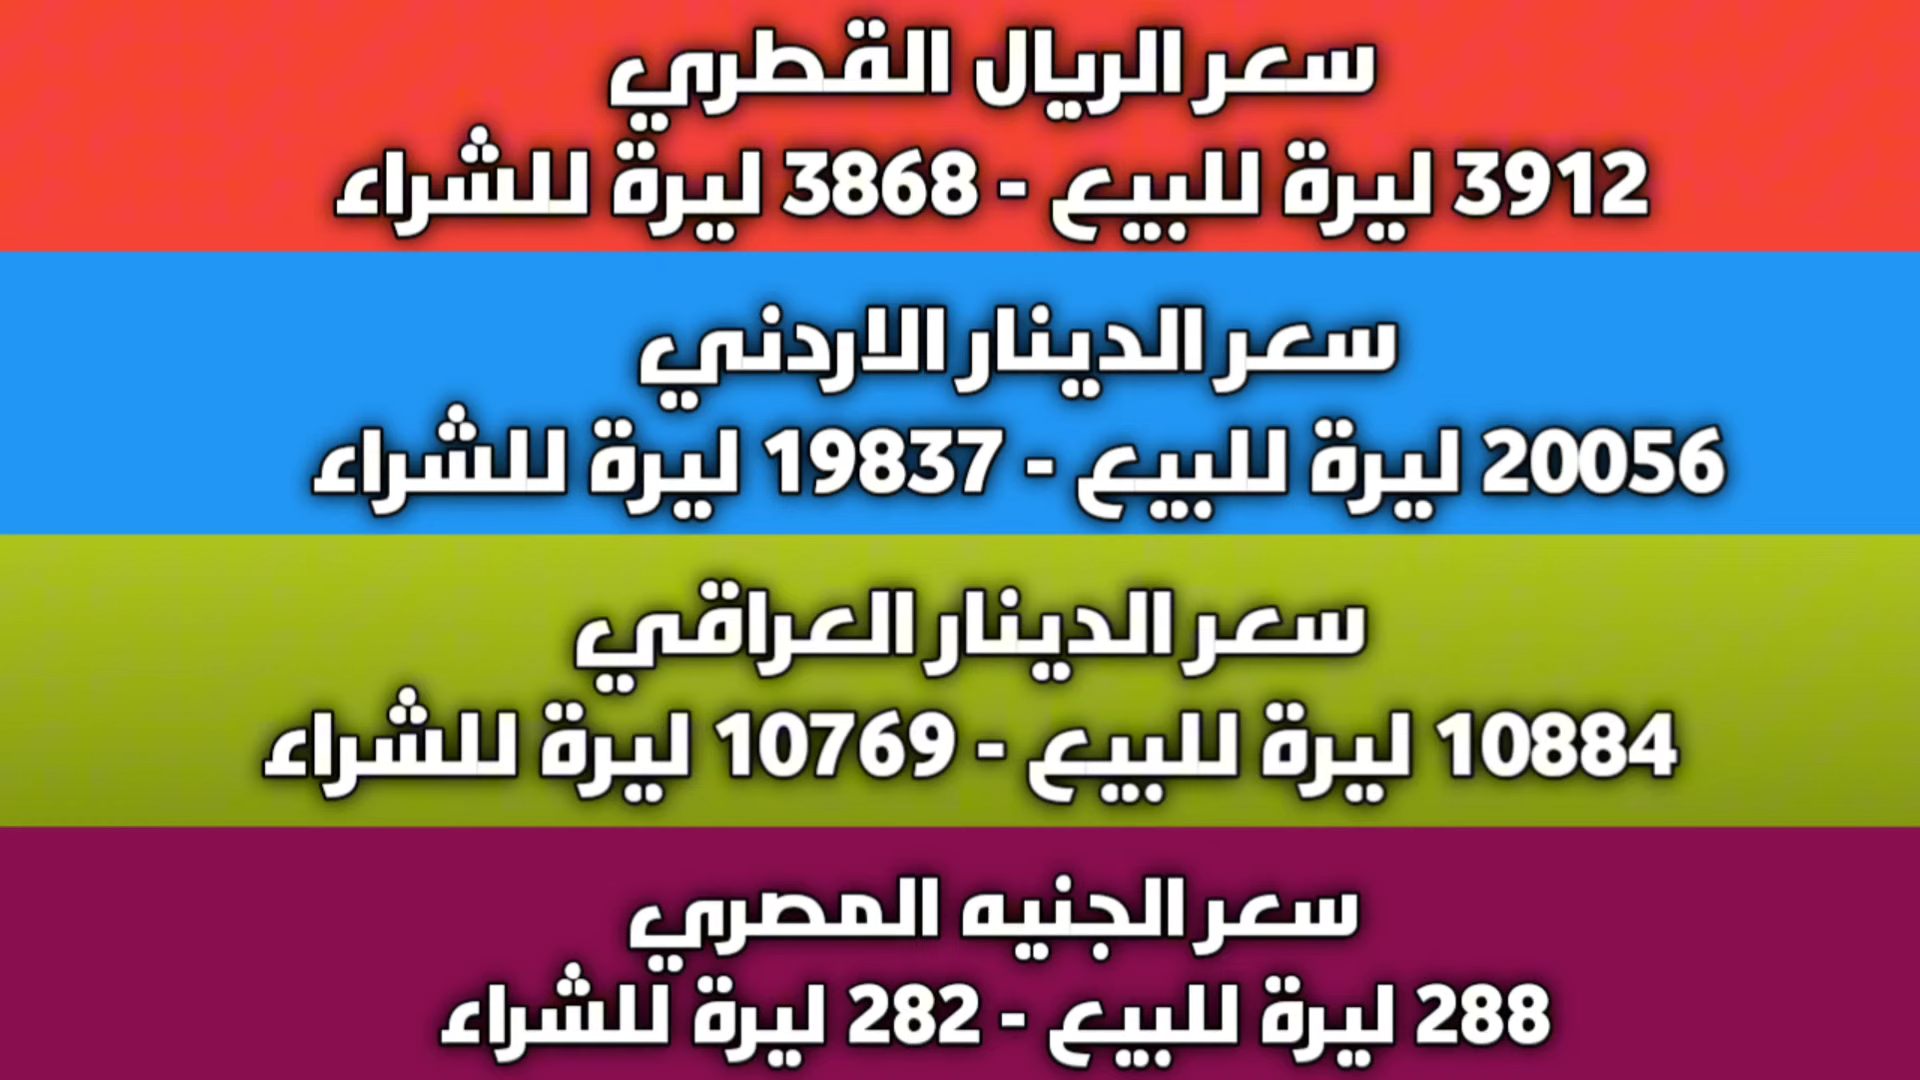 سعر الريال القطري
3912 ليرة للبيع - 3868 ليرة للشراء
سعر الدينار الاردني
20056 ليرة للبيع - 19837 ليرة للشراء
سعر الدينار العراقي
10884 ليرة للبيع - 10769 ليرة للشراء
سعر الجنيه المصري
288 ليرة للبيع - 282 ليرة للشراء